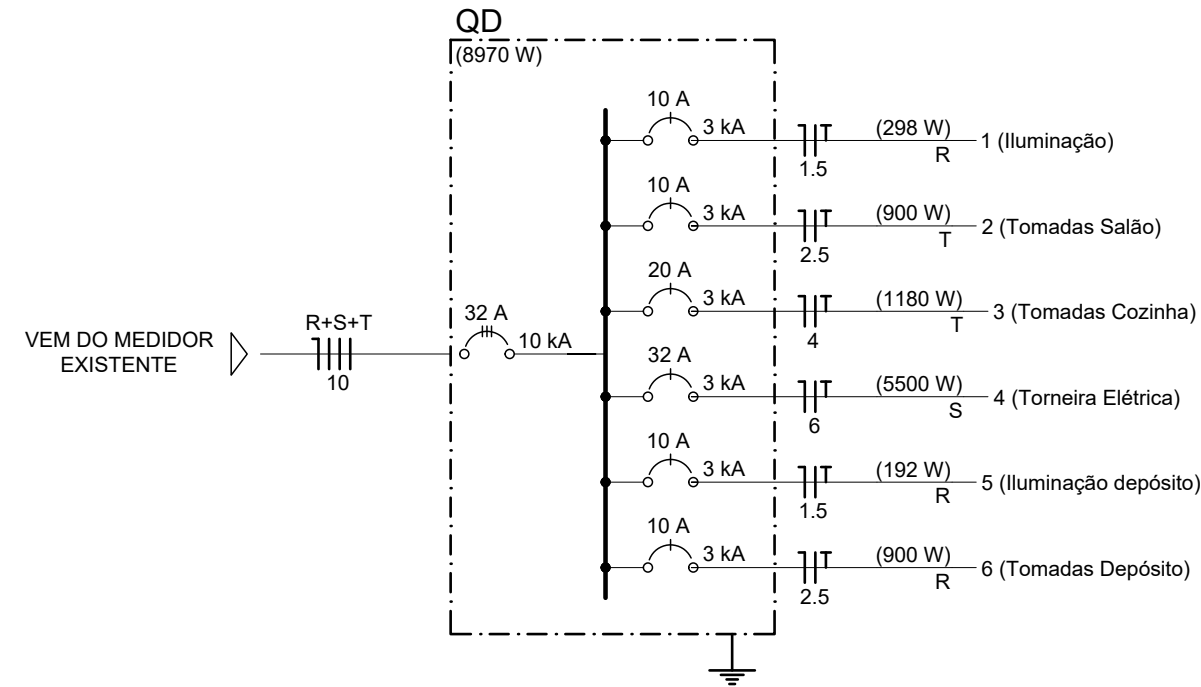 QD
(8970 W)
10 A
3 kA
1.5
(298 W)
R
1 (Iluminação)
10 A
3 kA
2.5
(900 W)
T
2 (Tomadas Salão)
20 A
3 kA
4
(1180 W)
T
3 (Tomadas Cozinha)
VEM DO MEDIDOR
EXISTENTE
R+S+T
10
32 A
10 kA
32 A
3 kA
6
(5500 W)
S
4 (Torneira Elétrica)
10 A
3 kA
1.5
(192 W)
R
5 (Iluminação depósito)
10 A
3 kA
2.5
(900 W)
R
6 (Tomadas Depósito)